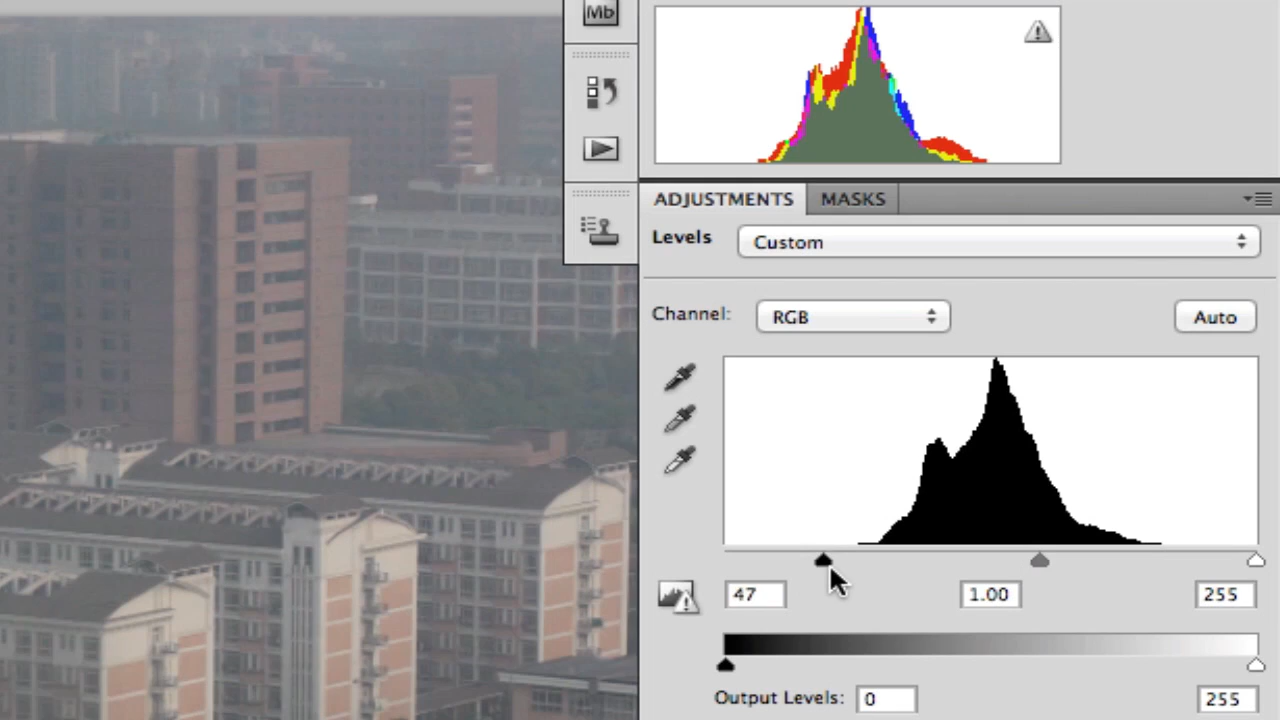 Mb
ADJUSTMENTS MASKS
Levels Custom
Channel: RGB Auto
47 1.00 255
Output Levels: 0 255